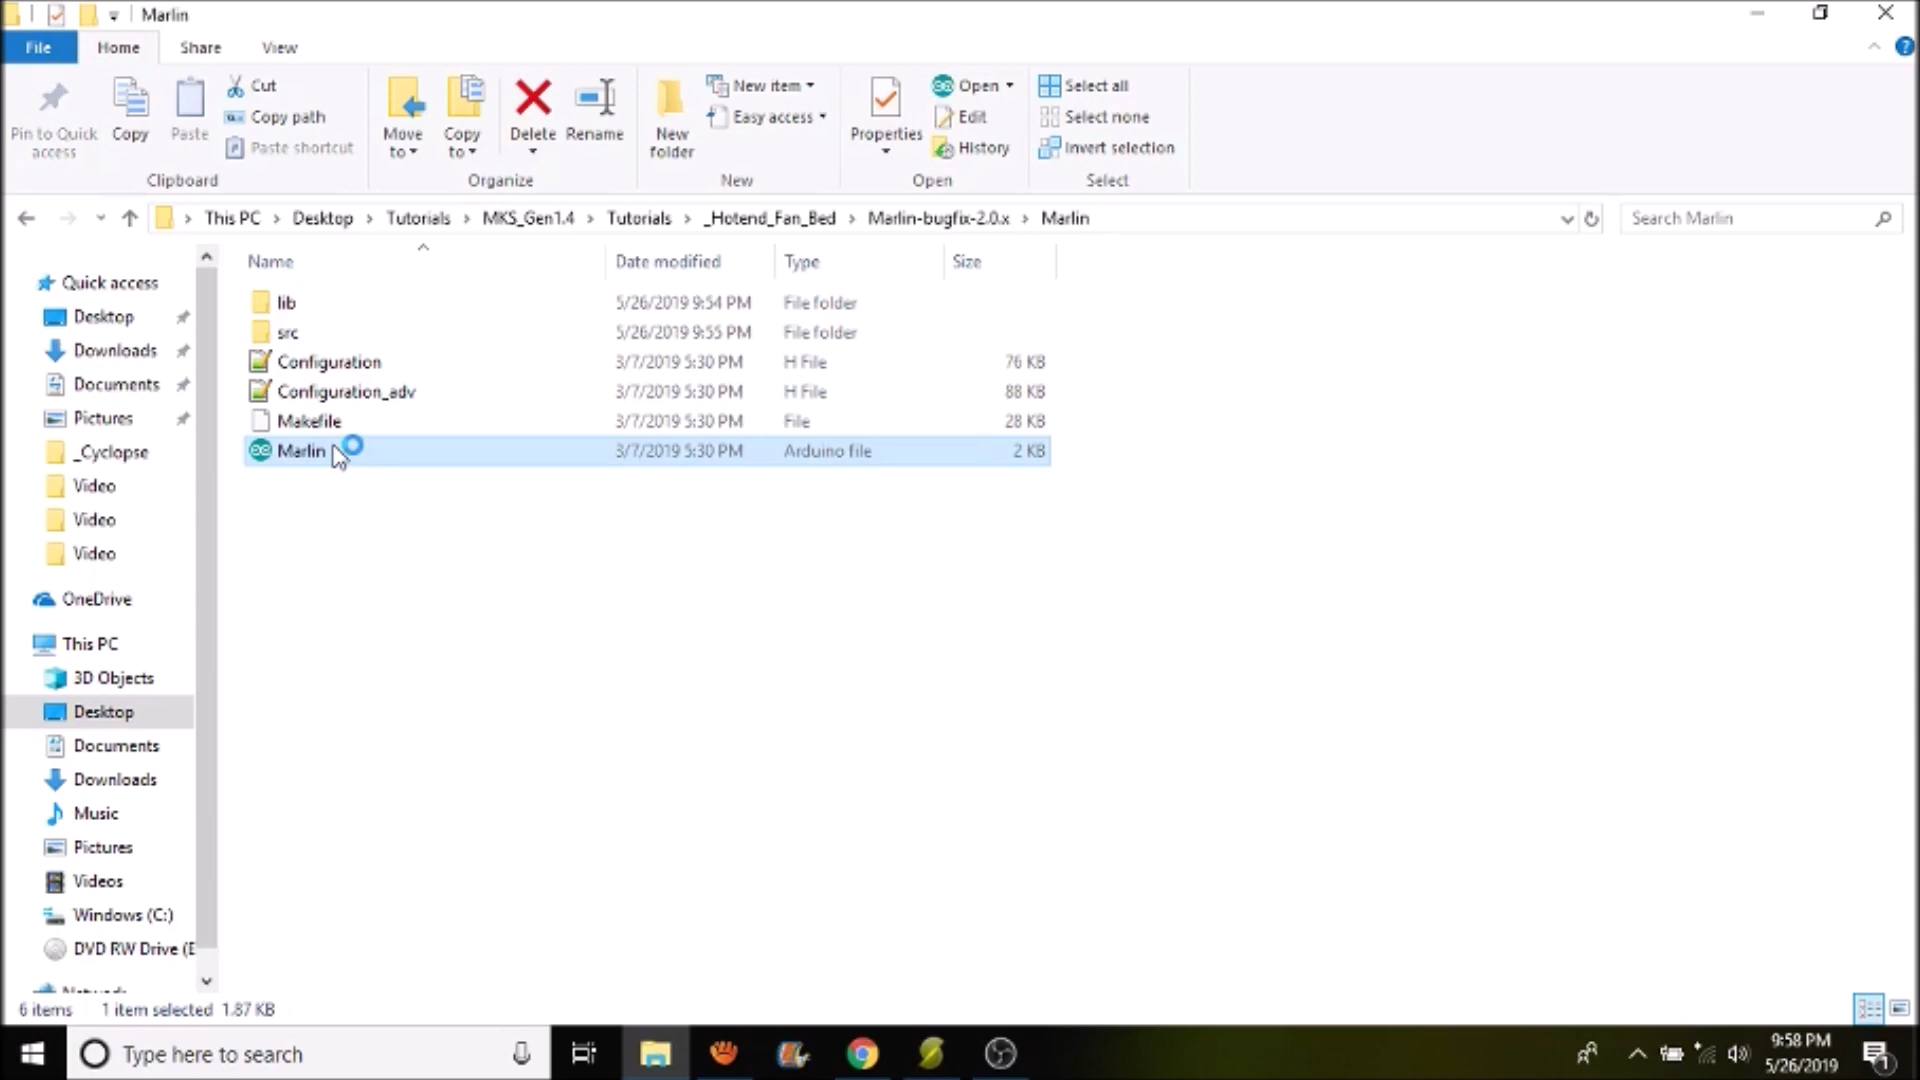 Marlin
File Home Share View
Pin to Quick access
Copy
Paste
Cut
Copy path
Paste shortcut
Clipboard
Move to
Copy to
Delete
Rename
Organize
New folder
New item
Easy access
New
Properties
Open
Edit
History
Open
Select all
Select none
Invert selection
Select
This PC > Desktop > Tutorials > MKS_Gen1.4 > Tutorials > _Hotend_Fan_Bed > Marlin-bugfix-2.0.x > Marlin
Search Marlin
Name Date modified Type Size
lib 5/26/2019 9:54 PM File folder
src 5/26/2019 9:55 PM File folder
Configuration 3/7/2019 5:30 PM H File 76 KB
Configuration_adv 3/7/2019 5:30 PM H File 88 KB
Makefile 3/7/2019 5:30 PM File 28 KB
Marlin 3/7/2019 5:30 PM Arduino file 2 KB
Quick access
Desktop
Downloads
Documents
Pictures
_Cyclopse
Video
Video
Video
OneDrive
This PC
3D Objects
Desktop
Documents
Downloads
Music
Pictures
Videos
Windows (C:)
DVD RW Drive (E
6 items 1 item selected 1.87 KB
Type here to search
9:58 PM
5/26/2019
1